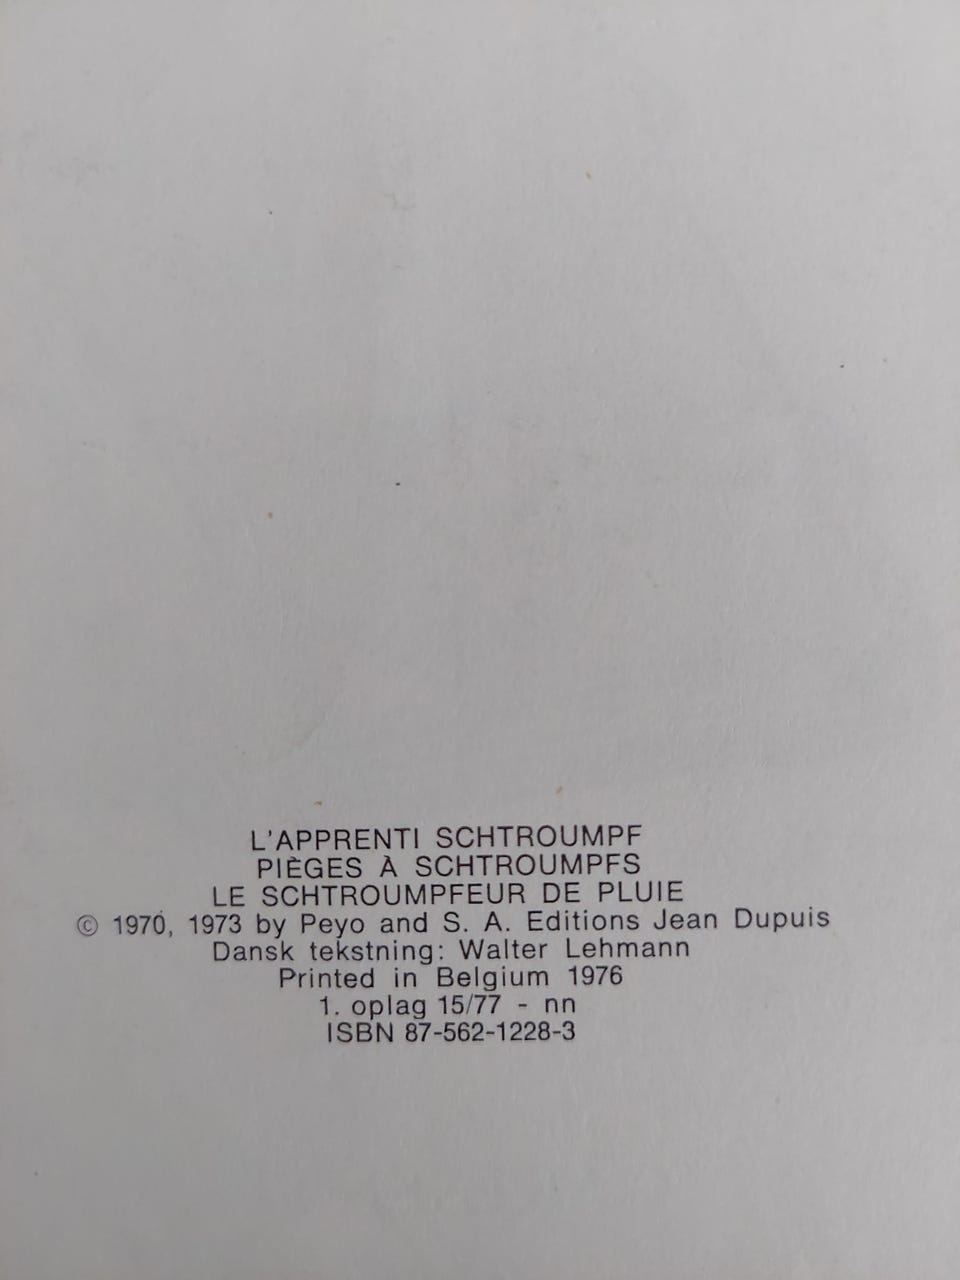 L'APPRENTI SCHTROUMPF
PIÈGES À SCHTROUMPFS
LE SCHTROUMPFEUR DE PLUIE
© 1970, 1973 by Peyo and S. A. Editions Jean Dupuis
Dansk tekstning: Walter Lehmann
Printed in Belgium 1976
1. oplag 15/77 - nn
ISBN 87-562-1228-3